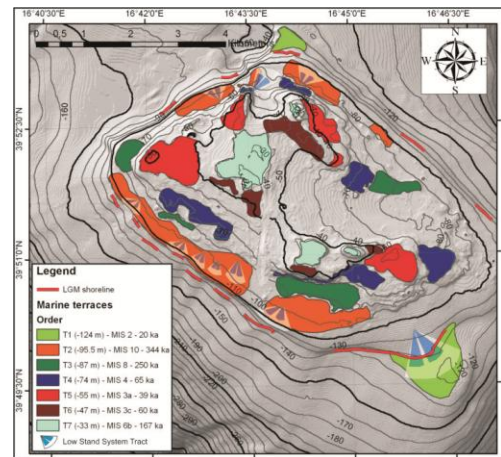 16°40'30"E 16°42'0"E 16°43'30"E 16°45'0"E 16°46'30"E
0 0,5 1 2 3 4
N
W E
S
39°52'30"N
39°51'0"N
39°49'30"N
-160
-130
-70
-50
-40
-100
-110
-150
-140
-130
-120
-190
-200
-170
-180
Legend
LGM shoreline
Marine terraces
Order
T1 (-124 m) - MIS 2 - 20 ka
T2 (-95.5 m) - MIS 10 - 344 ka
T3 (-87 m) - MIS 8 - 250 ka
T4 (-74 m) - MIS 4 - 65 ka
T5 (-55 m) - MIS 3a - 39 ka
T6 (-47 m) - MIS 3c - 60 ka
T7 (-33 m) - MIS 6b - 167 ka
Low Stand System Tract